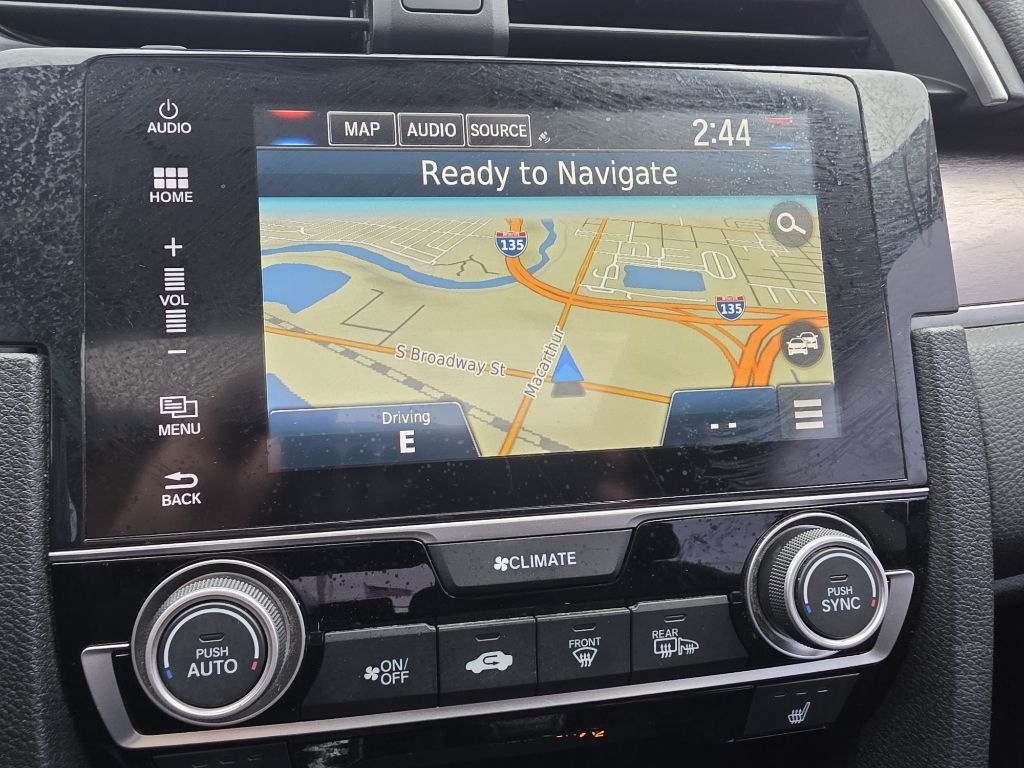 AUDIO
MAP
AUDIO
SOURCE
2:44
Ready to Navigate
HOME
135
+
VOL
-
135
S Broadway St
Macarthur
MENU
Driving
E
--
BACK
CLIMATE
PUSH
AUTO
ON/
OFF
FRONT
REAR
PUSH
SYNC